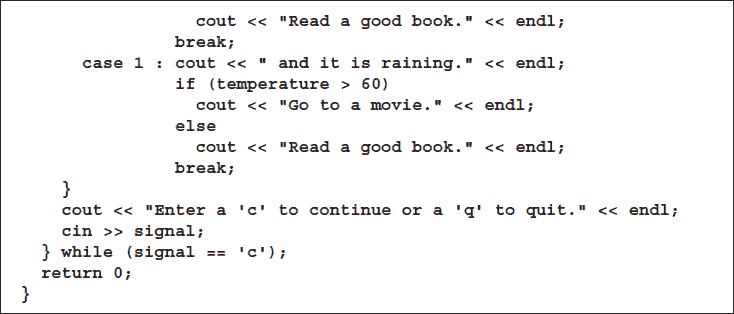 cout << "Read a good book." << endl;
break;
case 1 : cout << " and it is raining." << endl;
if (temperature > 60)
cout << "Go to a movie." << endl;
else
cout << "Read a good book." << endl;
break;
}
cout << "Enter a 'c' to continue or a 'q' to quit." << endl;
cin >> signal;
} while (signal == 'c');
return 0;
}